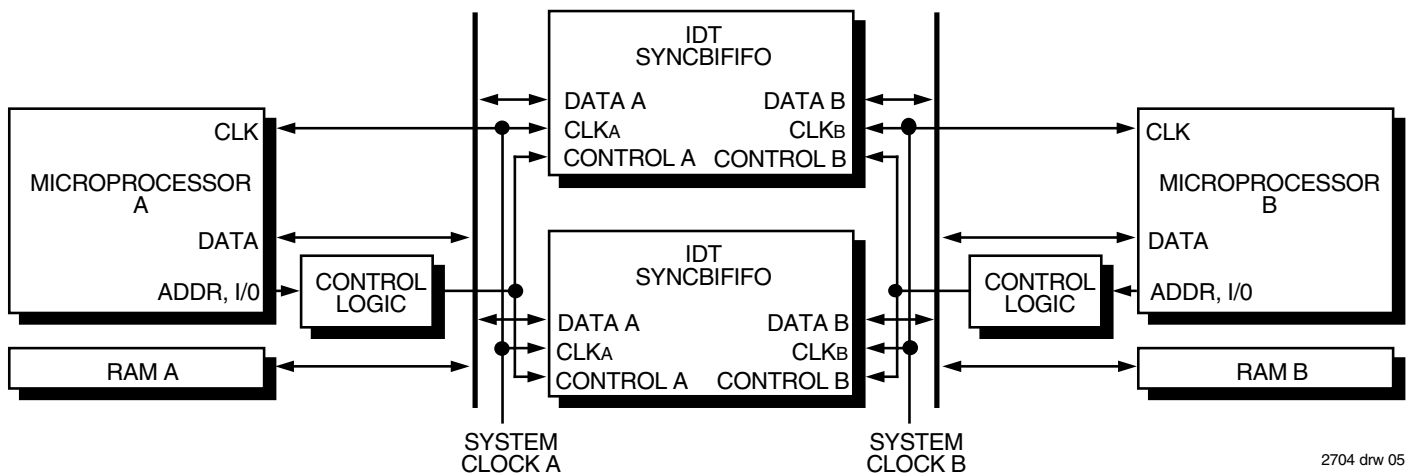 IDT
SYNCBIFIFO
DATA A
DATA B
CLKA
CLKB
CONTROL A
CONTROL B
CLK
MICROPROCESSOR
A
DATA
ADDR, I/0
CONTROL
LOGIC
RAM A
IDT
SYNCBIFIFO
DATA A
DATA B
CLKA
CLKB
CONTROL A
CONTROL B
CLK
MICROPROCESSOR
B
DATA
ADDR, I/0
CONTROL
LOGIC
RAM B
SYSTEM
CLOCK A
SYSTEM
CLOCK B
2704 drw 05